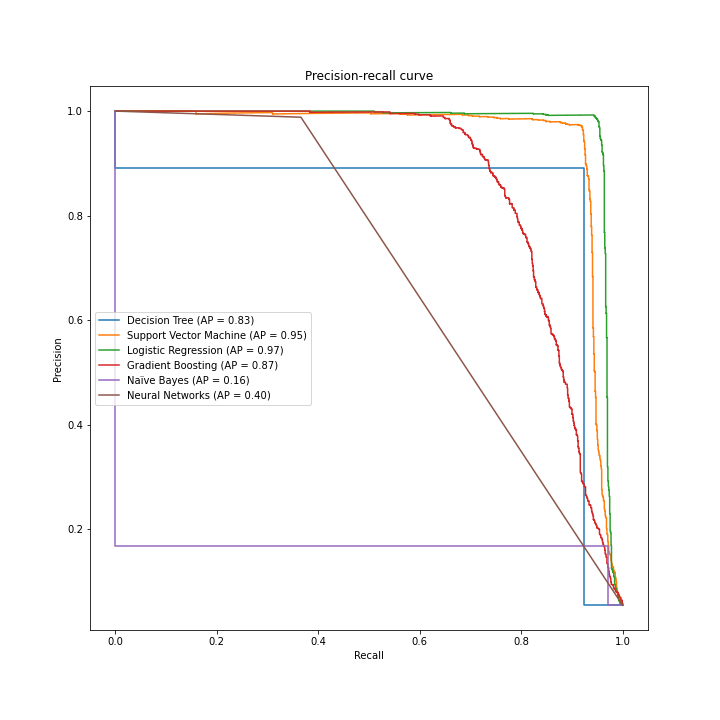 Precision-recall curve
1.0
0.8
0.6
0.4
0.2
Precision
Decision Tree (AP = 0.83)
Support Vector Machine (AP = 0.95)
Logistic Regression (AP = 0.97)
Gradient Boosting (AP = 0.87)
Naïve Bayes (AP = 0.16)
Neural Networks (AP = 0.40)
0.0 0.2 0.4 0.6 0.8 1.0
Recall